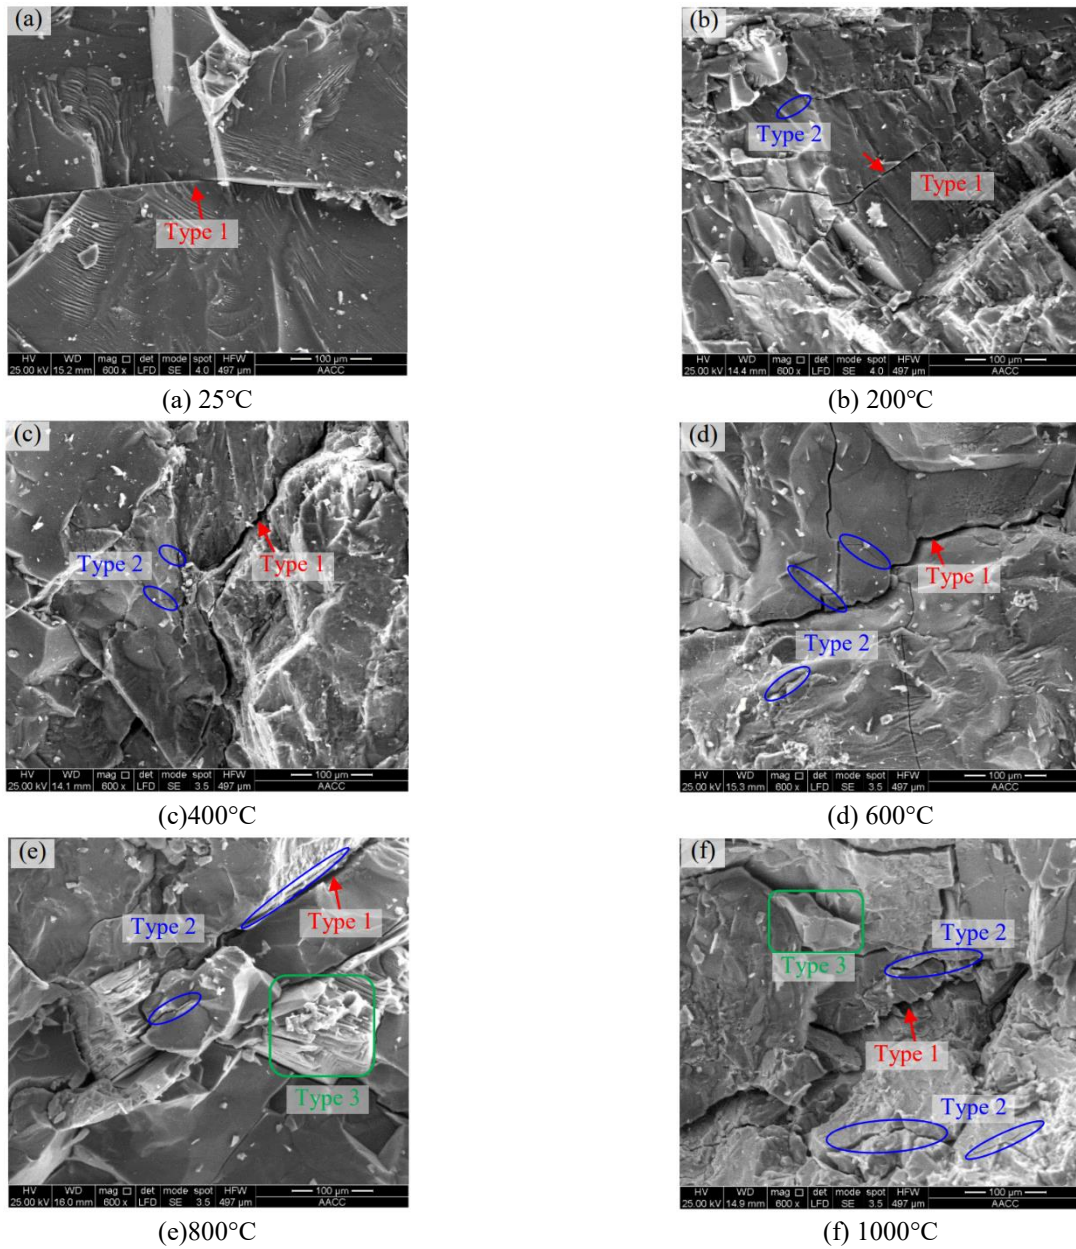 (a)
Type 1
HV WD mag □ det mode spot HFW 100 µm
25.00 kV 15.2 mm 600 x LFD SE 4.0 497 µm AACC
(a) 25°C
(b)
Type 2
Type 1
HV WD mag □ det mode spot HFW 100 µm
25.00 kV 14.4 mm 600 x LFD SE 4.0 497 µm AACC
(b) 200°C
(c)
Type 2
Type 1
HV WD mag □ det mode spot HFW 100 µm
25.00 kV 14.1 mm 600 x LFD SE 3.5 497 µm AACC
(c)400°C
(d)
Type 1
Type 2
HV WD mag □ det mode spot HFW 100 µm
25.00 kV 15.3 mm 600 x LFD SE 3.5 497 µm AACC
(d) 600°C
(e)
Type 1
Type 2
Type 3
HV WD mag □ det mode spot HFW 100 µm
25.00 kV 16.0 mm 600 x LFD SE 3.5 497 µm AACC
(e)800°C
(f)
Type 2
Type 3
Type 1
Type 2
HV WD mag □ det mode spot HFW 100 µm
25.00 kV 14.9 mm 600 x LFD SE 3.5 497 µm AACC
(f) 1000°C